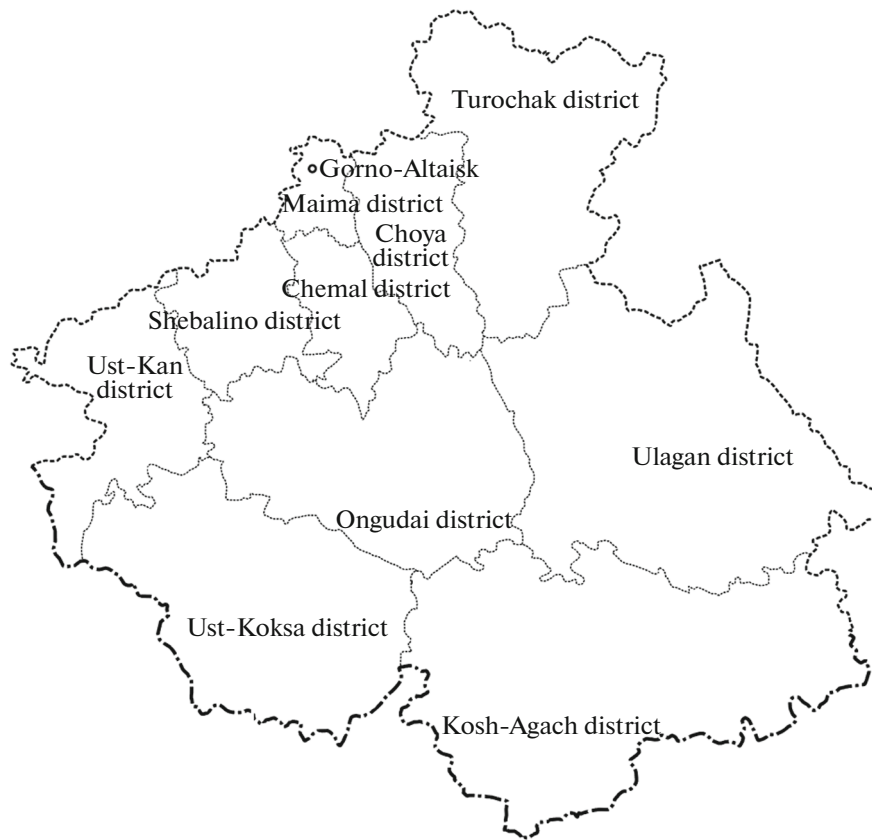 Turochak district
Gorno-Altaisk
Maima district
Choya
district
Chemal district
Shebalino district
Ust-Kan
district
Ulagan district
Ongudai district
Ust-Koksa district
Kosh-Agach district